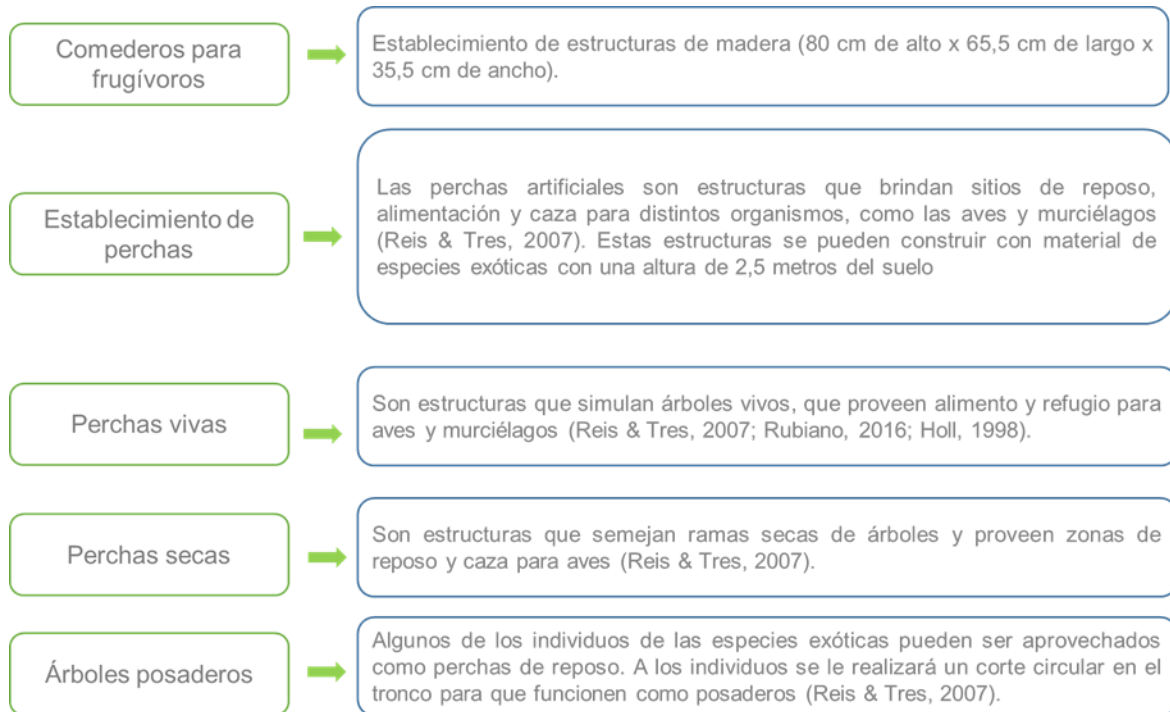 Comederos para
frugívoros
Establecimiento de estructuras de madera (80 cm de alto x 65,5 cm de largo x
35,5 cm de ancho).
Establecimiento de
perchas
Las perchas artificiales son estructuras que brindan sitios de reposo,
alimentación y caza para distintos organismos, como las aves y murciélagos
(Reis & Tres, 2007). Estas estructuras se pueden construir con material de
especies exóticas con una altura de 2,5 metros del suelo
Perchas vivas
Son estructuras que simulan árboles vivos, que proveen alimento y refugio para
aves y murciélagos (Reis & Tres, 2007; Rubiano, 2016; Holl, 1998).
Perchas secas
Son estructuras que semejan ramas secas de árboles y proveen zonas de
reposo y caza para aves (Reis & Tres, 2007).
Árboles posaderos
Algunos de los individuos de las especies exóticas pueden ser aprovechados
como perchas de reposo. A los individuos se le realizará un corte circular en el
tronco para que funcionen como posaderos (Reis & Tres, 2007).